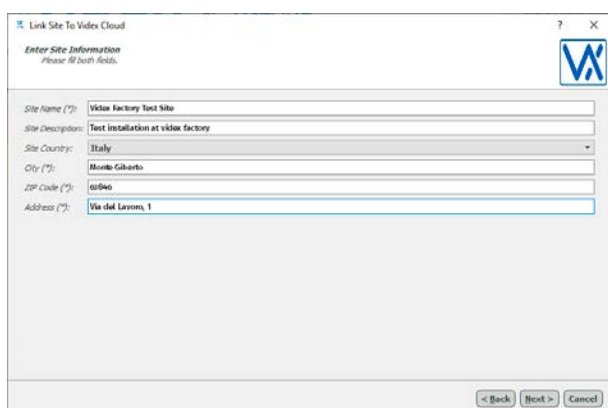 Link Site To Videx Cloud
? X
Enter Site Information
Please fill both fields.
Site Name (*): Videx Factory Test Site
Site Description: Test installation at videx factory
Site Country: Italy
City (*): Monte Giberto
ZIP Code (*): 63846
Address (*): Via del Lavoro, 1
< Back Next > Cancel